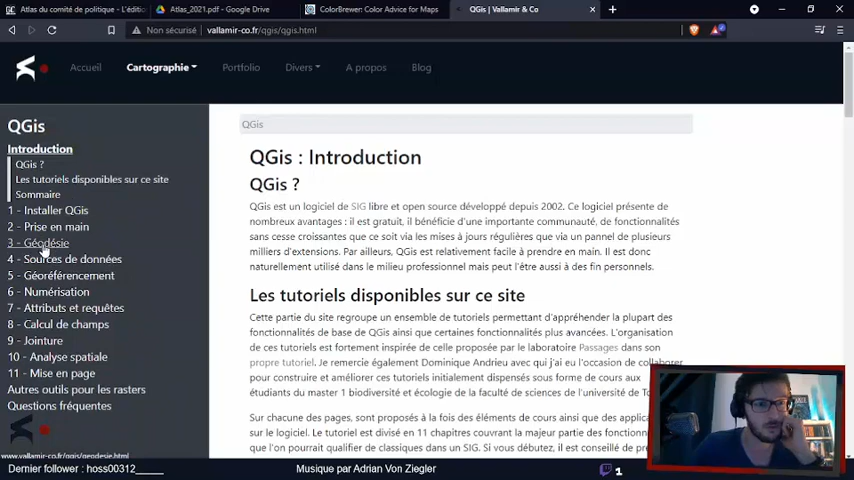 Atlas du comité de politique - L'éditi
Atlas_2021.pdf - Google Drive
ColorBrewer: Color Advice for Maps
QGis | Vallamir & Co
Non sécurisé
vallamir-co.fr/qgis/qgis.html
Accueil
Cartographie
Portfolio
Divers
A propos
Blog
QGis
Introduction
QGis ?
Les tutoriels disponibles sur ce site
Sommaire
1 - Installer QGis
2 - Prise en main
3 - Géodésie
4 - Sources de données
5 - Géoréférencement
6 - Numérisation
7 - Attributs et requêtes
8 - Calcul de champs
9 - Jointure
10 - Analyse spatiale
11 - Mise en page
Autres outils pour les rasters
Questions fréquentes
www.vallamir-co.fr/qgis/geodesie.html
QGis
QGis : Introduction
QGis ?
QGis est un logiciel de SIG libre et open source développé depuis 2002. Ce logiciel présente de
nombreux avantages : il est gratuit, il bénéficie d'une importante communauté, de fonctionnalités
sans cesse croissantes que ce soit via les mises à jours régulières que via un pannel de plusieurs
milliers d'extensions. Par ailleurs, QGis est relativement facile à prendre en main. Il est donc
naturellement utilisé dans le milieu professionnel mais peut l'être aussi à des fin personnels.
Les tutoriels disponibles sur ce site
Cette partie du site regroupe un ensemble de tutoriels permettant d'appréhender la plupart des
fonctionnalités de base de QGis ainsi que certaines fonctionnalités plus avancées. L'organisation
de ces tutoriels est fortement inspirée de celle proposée par le laboratoire Passages dans son
propre tutoriel. Je remercie également Dominique Andrieu avec qui j'ai eu l'occasion de collaborer
pour construire et améliorer ces tutoriels initialement dispensés sous forme de cours aux
étudiants du master 1 biodiversité et écologie de la faculté de sciences de l'université de To
Sur chacune des pages, sont proposés à la fois des éléments de cours ainsi que des applica
sur le logiciel. Le tutoriel est divisé en 11 chapitres couvrant la majeur partie des fonctionnal
que l'on pourrait qualifier de classiques dans un SIG. Si vous débutez, il est conseillé de pre
Dernier follower : hoss00312_____
Musique par Adrian Von Ziegler
1